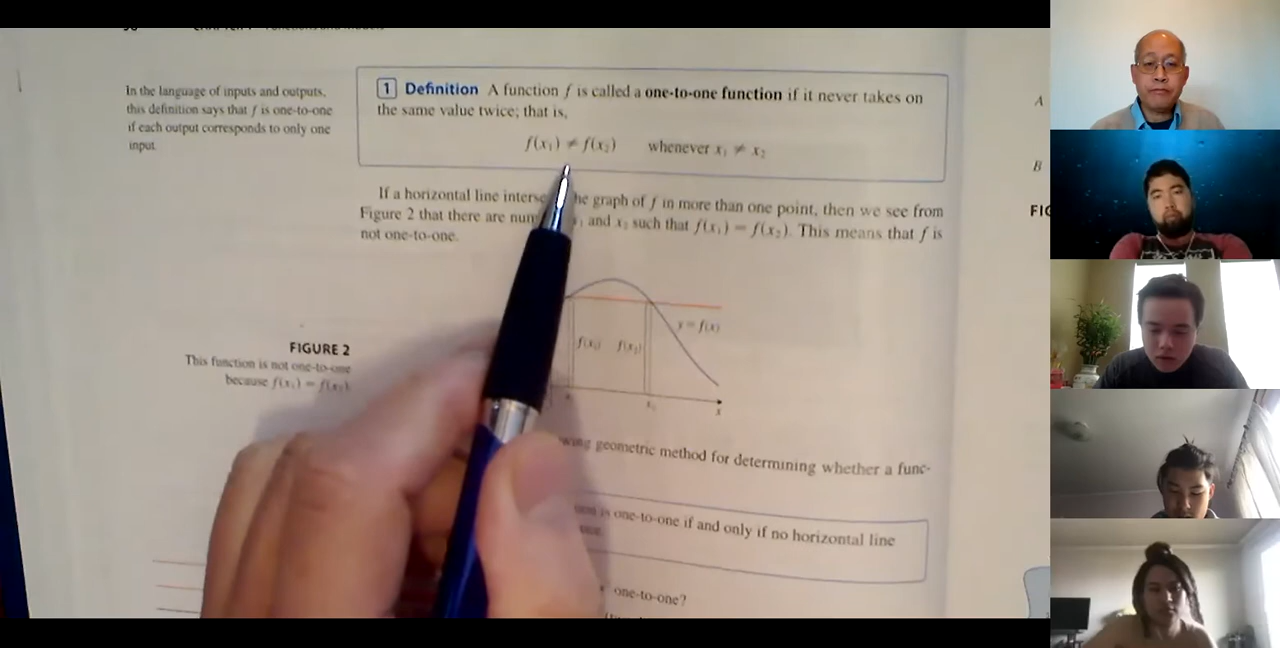 In the language of inputs and outputs,
this definition says that f is one-to-one
if each output corresponds to only one
input.
1 Definition A function f is called a one-to-one function if it never takes on
the same value twice; that is,
f(x₁) ≠ f(x₂) whenever x₁ ≠ x₂
If a horizontal line the graph of f in more than one point, then we see from
Figure 2 that there are and x₂ such that f(x₁) = f(x₂). This means that f is
not one-to-one.
FIGURE 2
This function is not one-to-one
because f(x₁) = f(x₂).
y = f(x)
f(x₁) f(x₂)
x₂ x
geometric method for determining whether a func-
is one-to-one if and only if no horizontal line
one-to-one?
A
B